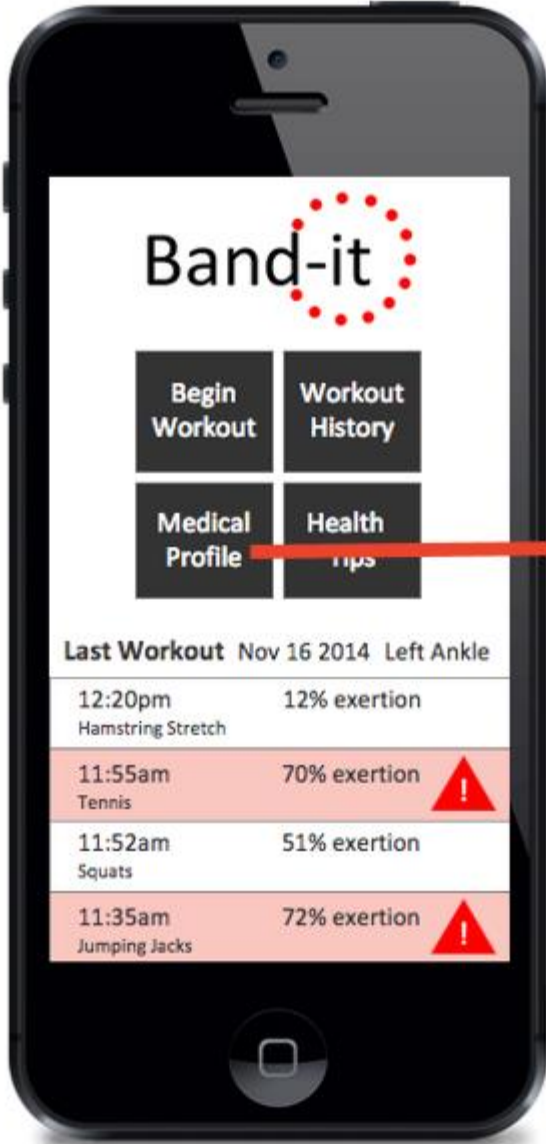 Band-it
Begin Workout
Workout History
Medical Profile
Health Tips
Last Workout Nov 16 2014 Left Ankle
12:20pm 12% exertion
Hamstring Stretch
11:55am 70% exertion
!
Tennis
11:52am 51% exertion
Squats
11:35am 72% exertion
!
Jumping Jacks